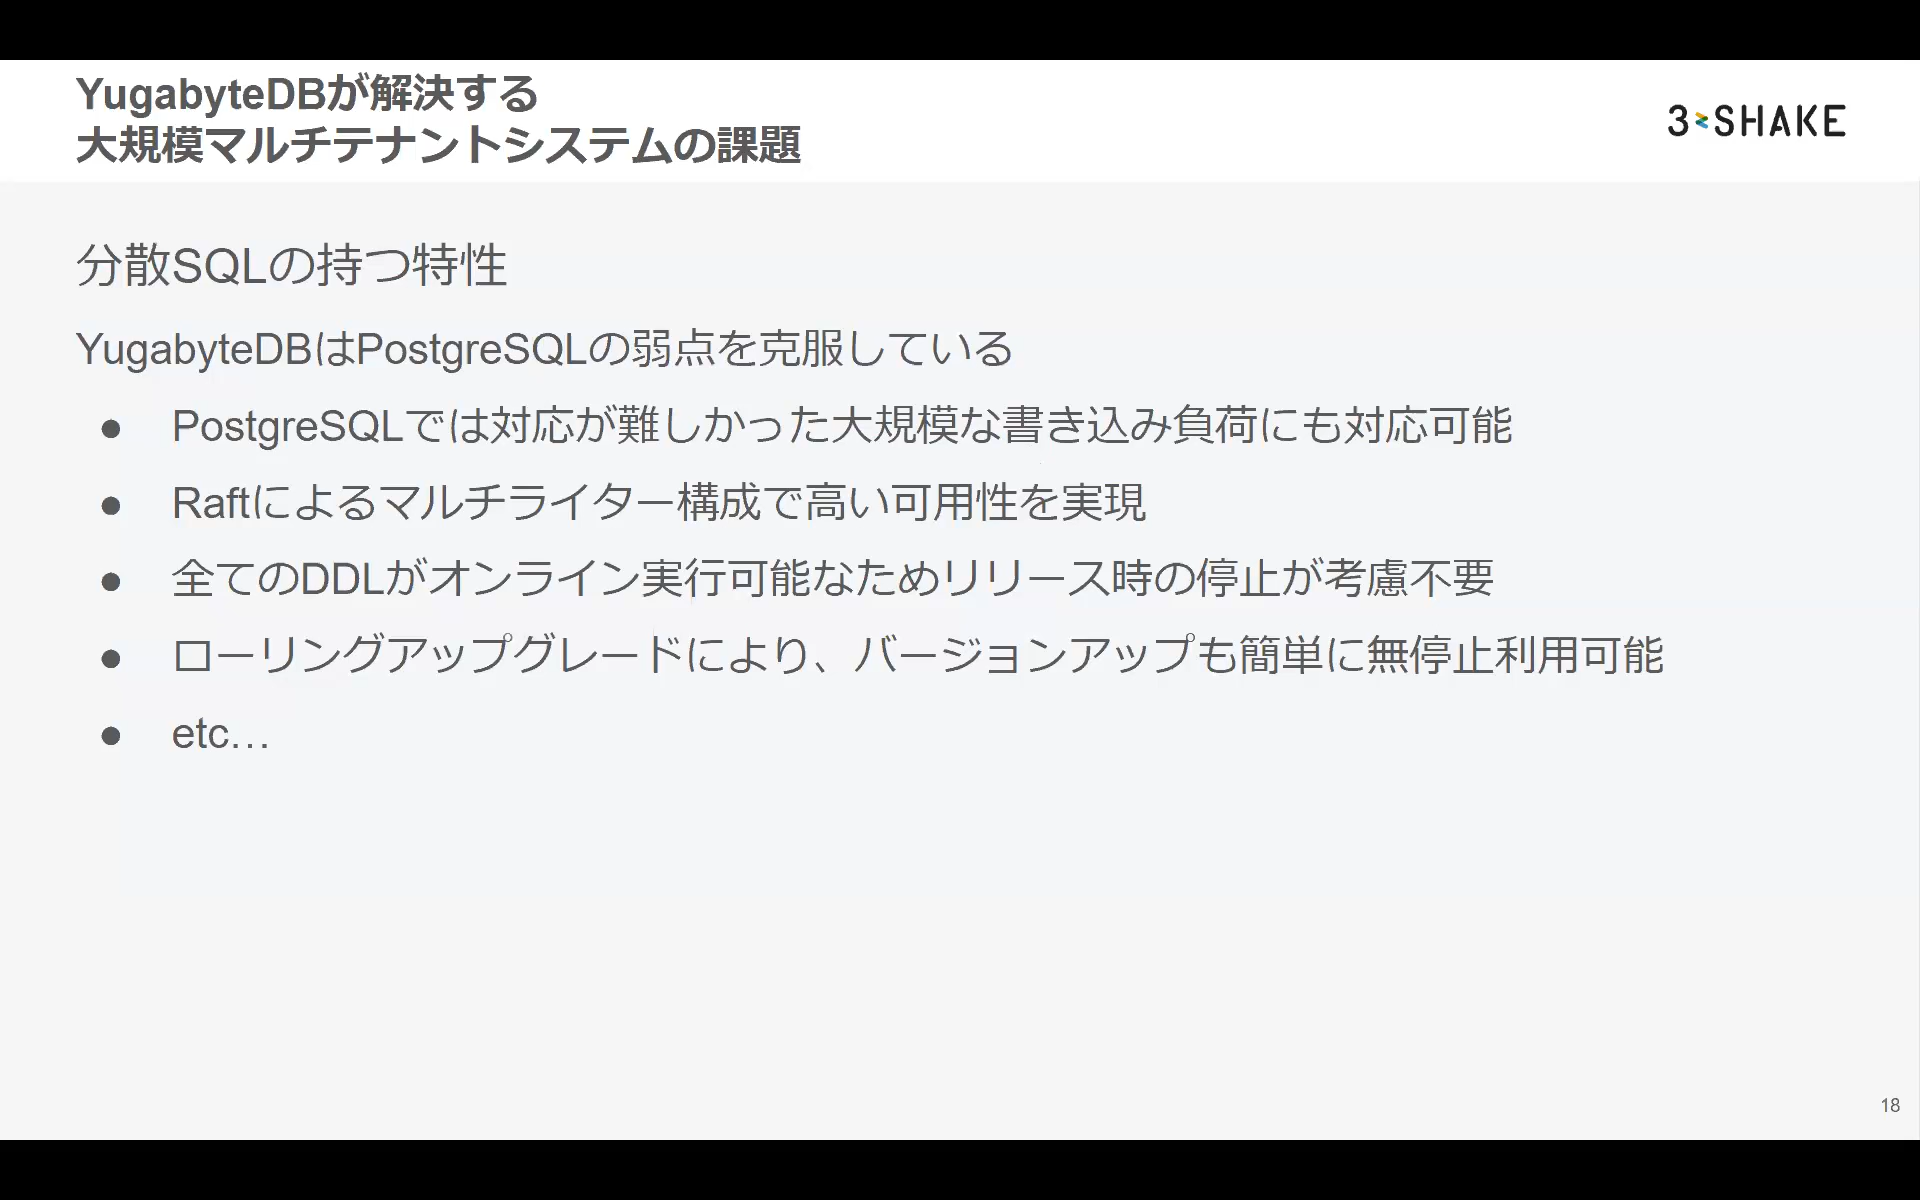 YugabyteDBが解決する
大規模マルチテナントシステムの課題
3 SHAKE
分散SQLの持つ特性
YugabyteDBはPostgreSQLの弱点を克服している
● PostgreSQLでは対応が難しかった大規模な書き込み負荷にも対応可能
● Raftによるマルチライター構成で高い可用性を実現
● 全てのDDLがオンライン実行可能なためリリース時の停止が考慮不要
● ローリングアップグレードにより、バージョンアップも簡単に無停止利用可能
● etc…
18